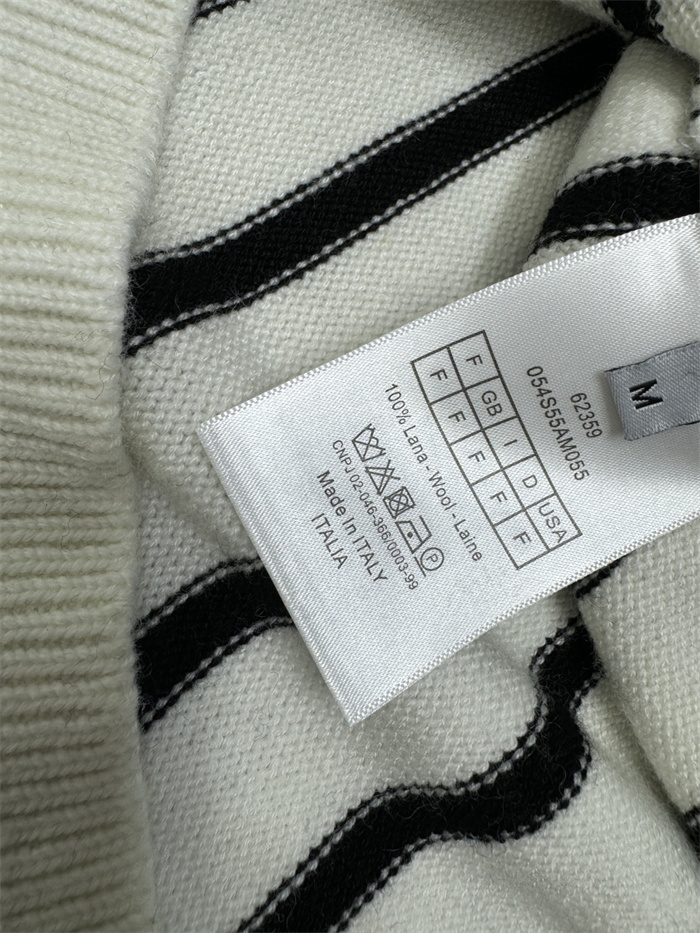 M
62359
054S55AM055
F GB I D USA
F F F F F
100% Lana - Wool - Laine
P
CNPJ 02-046-366/0003-99
Made In ITALY
ITALIA